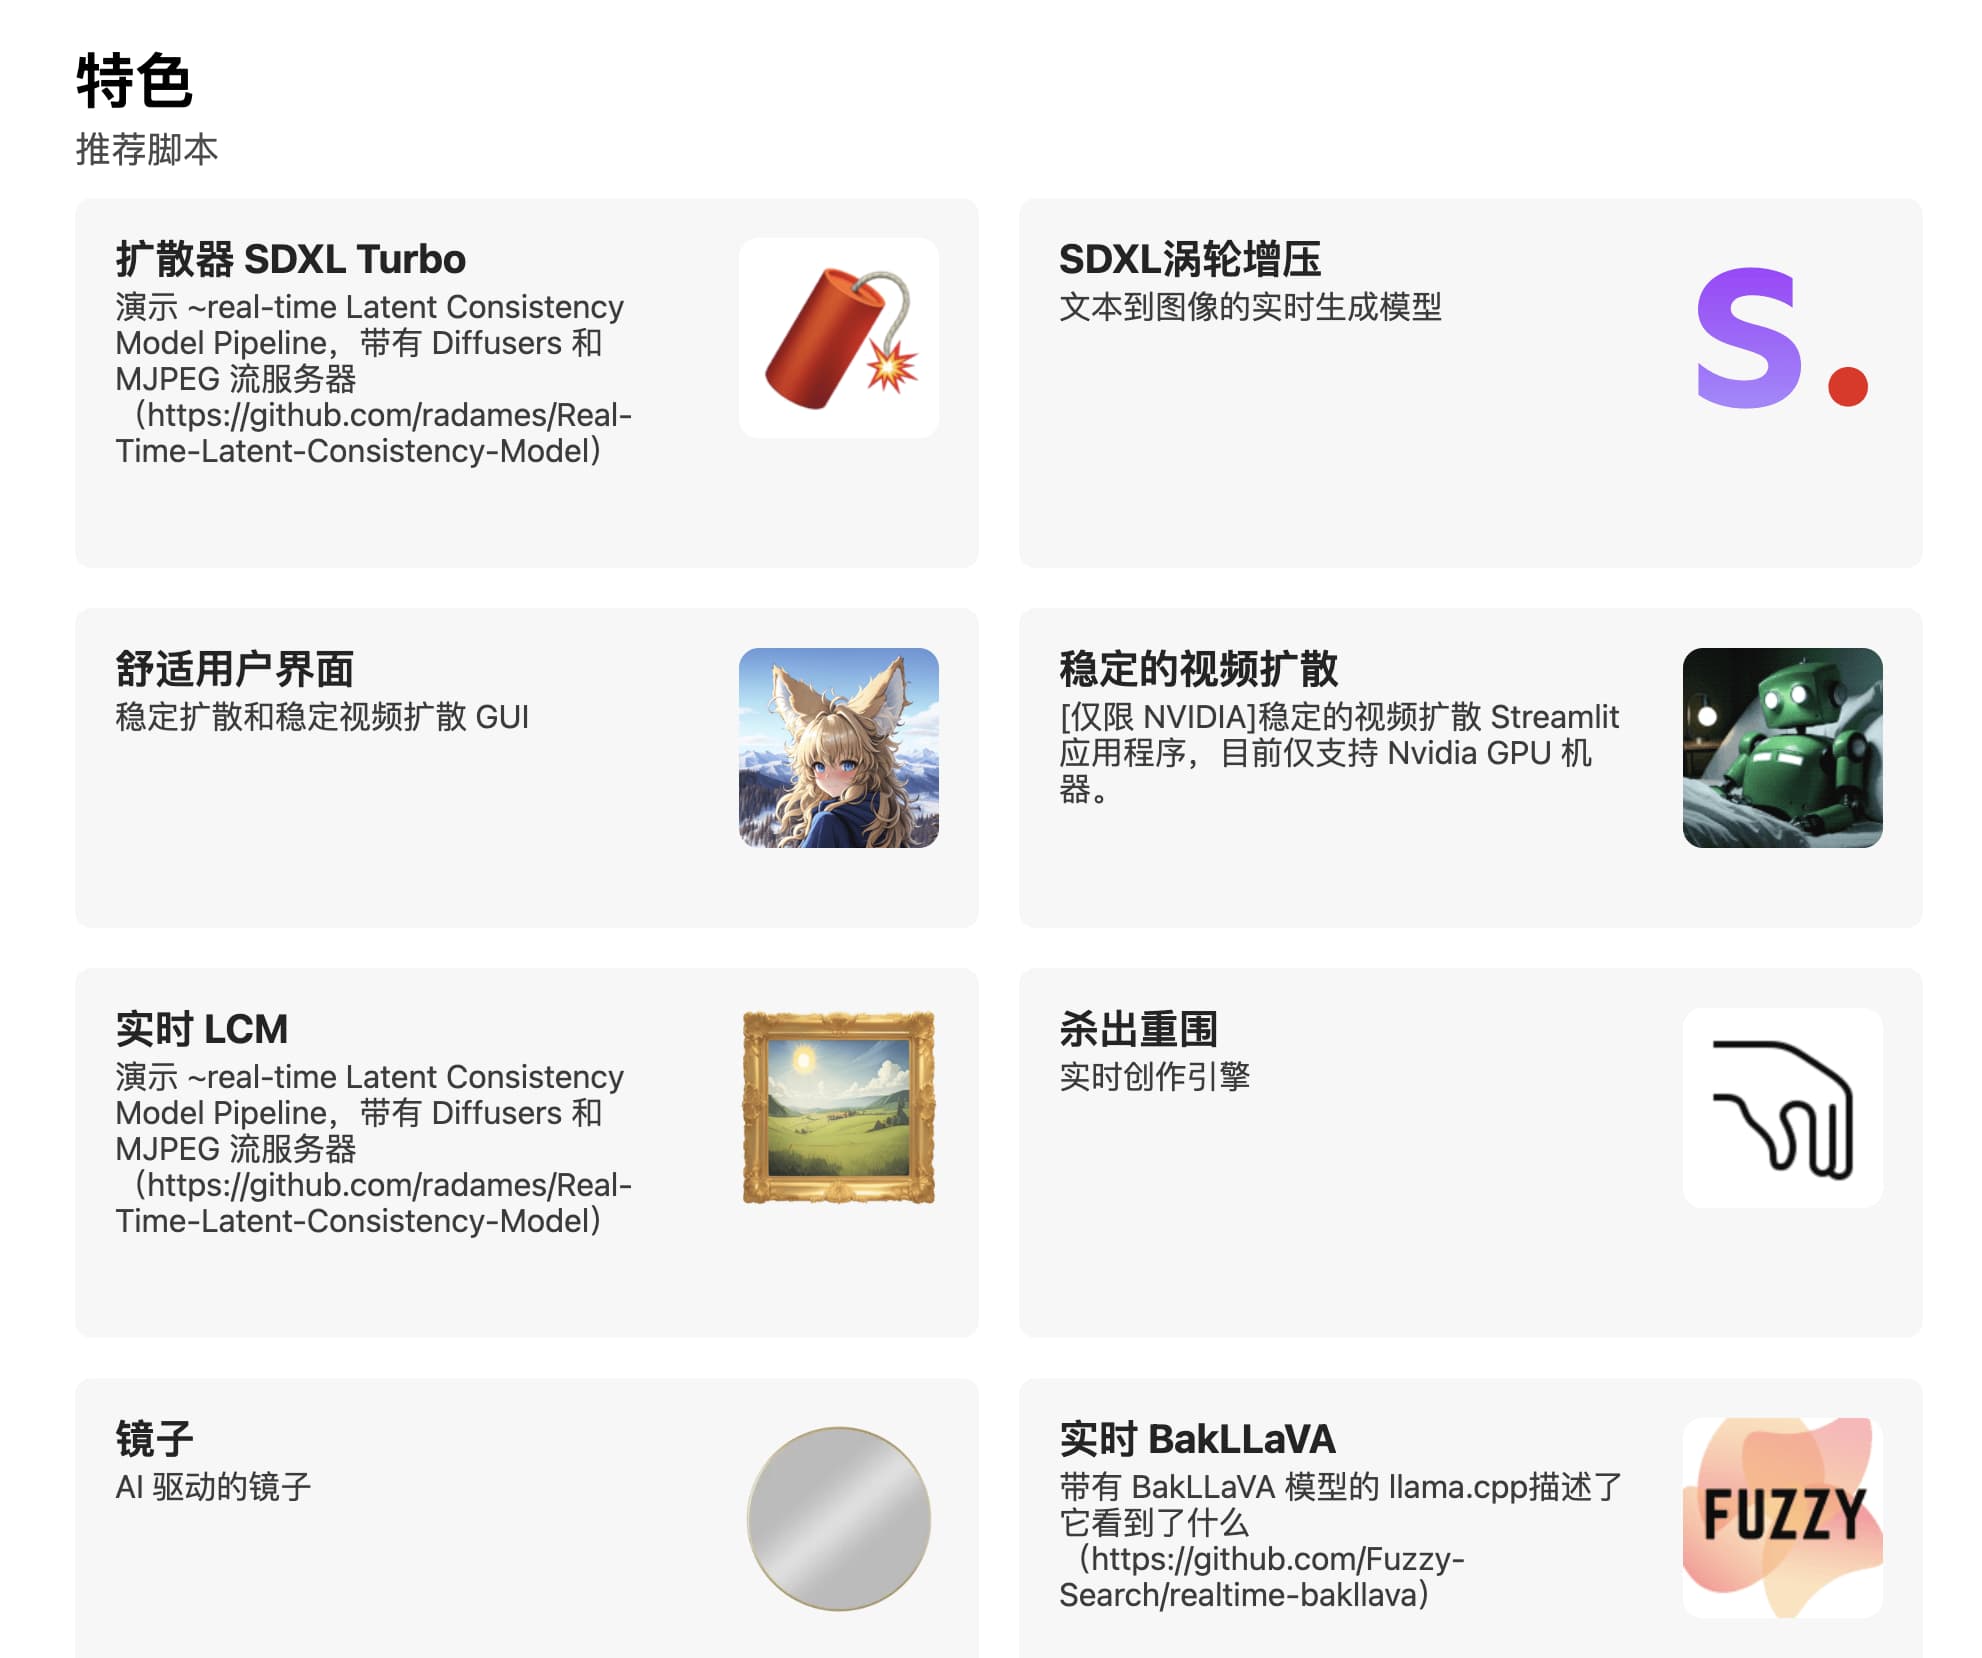 特色
推荐脚本
扩散器 SDXL Turbo
演示 ~real-time Latent Consistency
Model Pipeline，带有 Diffusers 和
MJPEG 流服务器
（https://github.com/radames/Real-
Time-Latent-Consistency-Model）
SDXL涡轮增压
文本到图像的实时生成模型
S.
舒适用户界面
稳定扩散和稳定视频扩散 GUI
稳定的视频扩散
[仅限 NVIDIA]稳定的视频扩散 Streamlit
应用程序，目前仅支持 Nvidia GPU 机
器。
实时 LCM
演示 ~real-time Latent Consistency
Model Pipeline，带有 Diffusers 和
MJPEG 流服务器
（https://github.com/radames/Real-
Time-Latent-Consistency-Model）
杀出重围
实时创作引擎
镜子
AI 驱动的镜子
实时 BakLLaVA
带有 BakLLaVA 模型的 llama.cpp描述了
它看到了什么
（https://github.com/Fuzzy-
Search/realtime-bakllava）
FUZZY